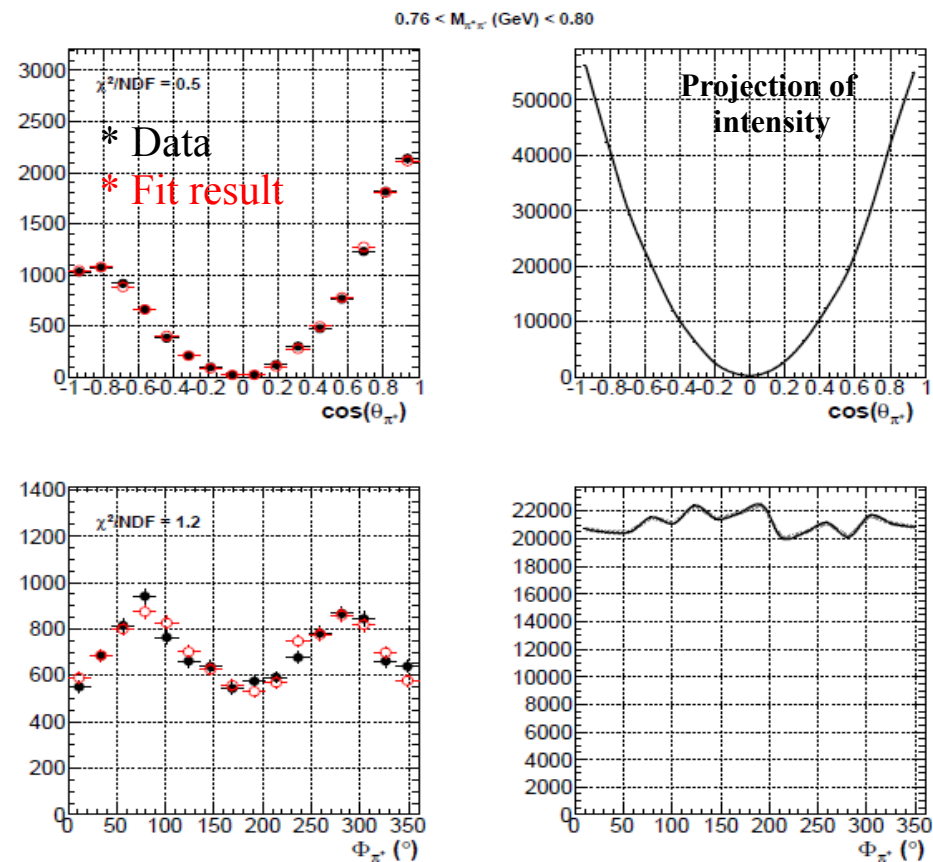 0.76 < M_π⁺π⁻ (GeV) < 0.80
3000
2500
2000
1500
1000
500
0
χ²/NDF = 0.5
* Data
* Fit result
-1 -0.8 -0.6 -0.4 -0.2 0 0.2 0.4 0.6 0.8 1
cos(θ_π⁺)
50000
40000
30000
20000
10000
0
Projection of
intensity
-1 -0.8 -0.6 -0.4 -0.2 0 0.2 0.4 0.6 0.8 1
cos(θ_π⁺)
1400
1200
1000
800
600
400
200
0
χ²/NDF = 1.2
0 50 100 150 200 250 300 350
Φ_π⁺ (°)
22000
20000
18000
16000
14000
12000
10000
8000
6000
4000
2000
0
0 50 100 150 200 250 300 350
Φ_π⁺ (°)